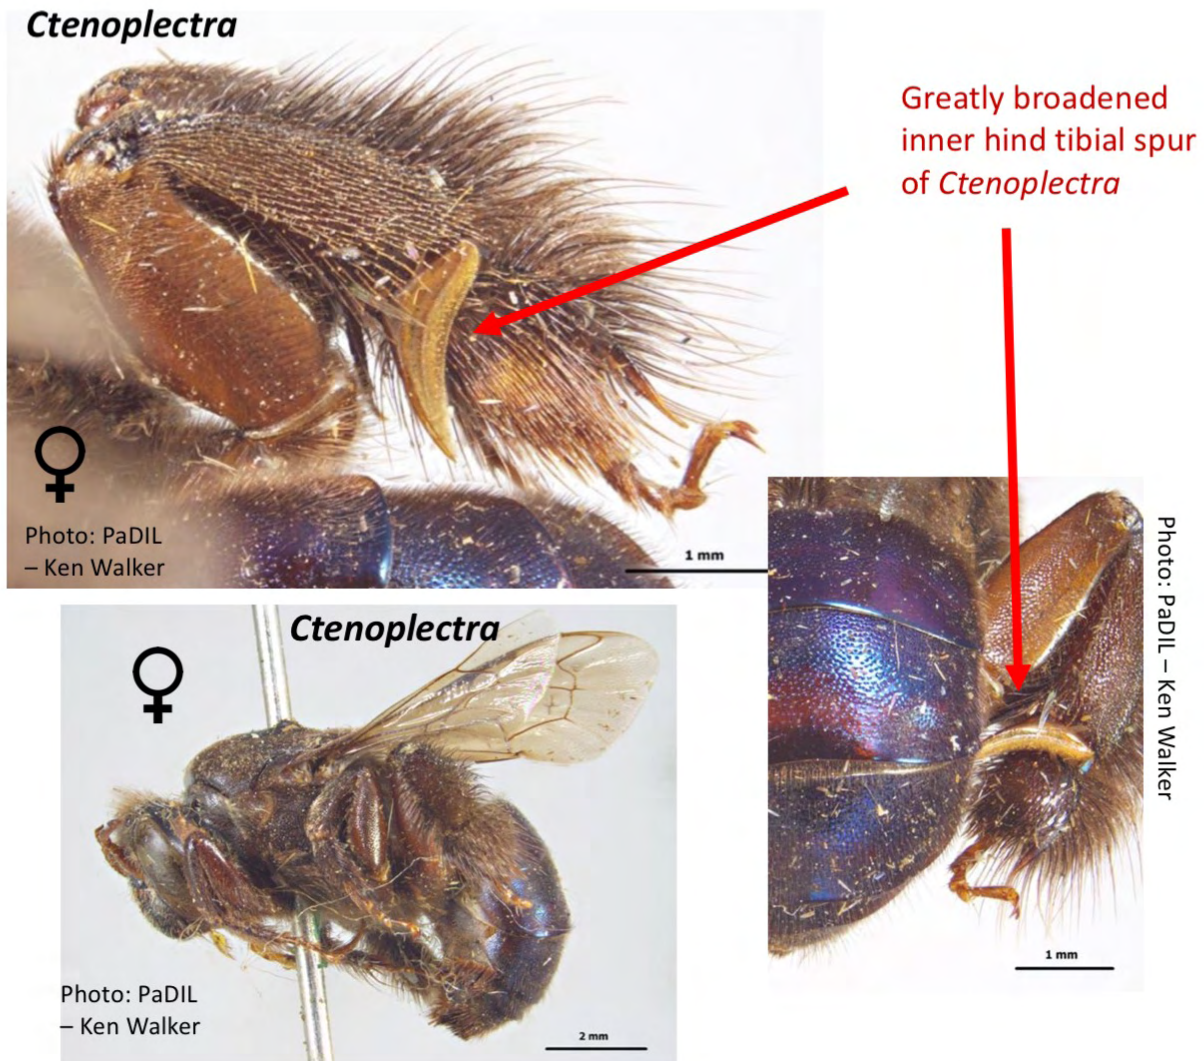 Ctenoplectra
Greatly broadened
inner hind tibial spur
of Ctenoplectra
♀
Photo: PaDIL
– Ken Walker
1 mm
Ctenoplectra
♀
Photo: PaDIL
– Ken Walker
2 mm
Photo: PaDIL – Ken Walker
1 mm